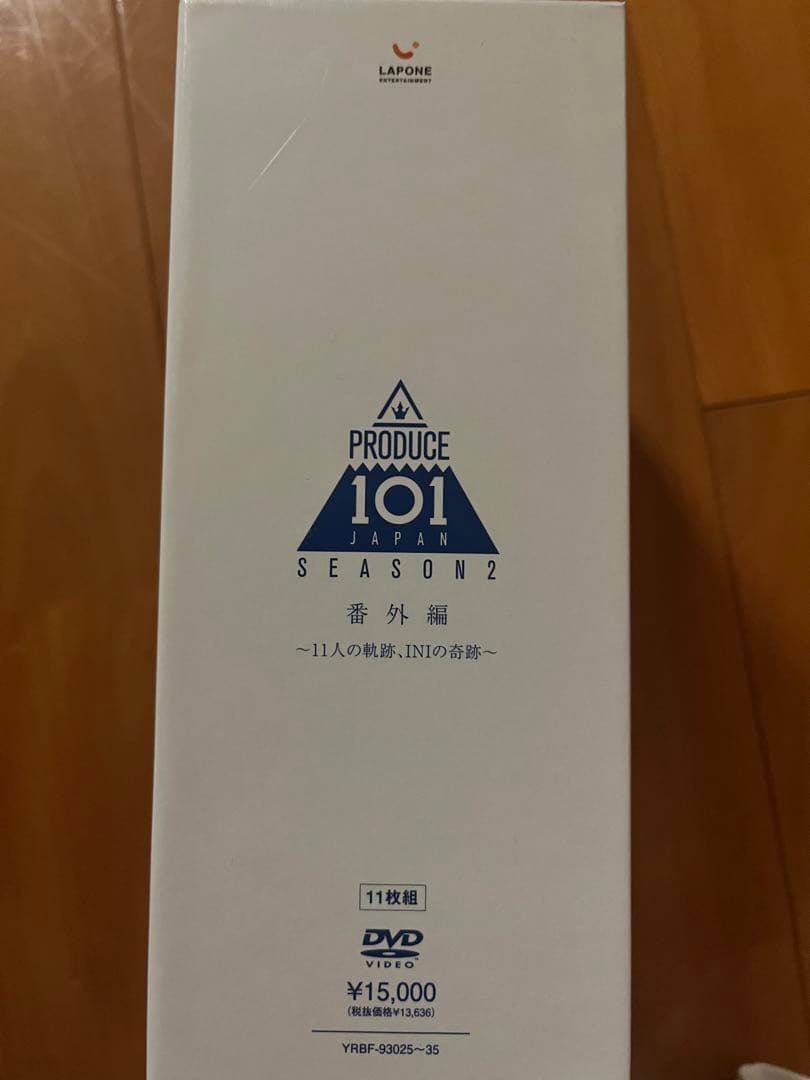 LAPONE
ENTERTAINMENT
PRODUCE
101
JAPAN
SEASON2
番外編
～11人の軌跡、INIの奇跡～
11枚組
DVD
VIDEO™
¥15,000
(税抜価格¥13,636)
YRBF-93025～35